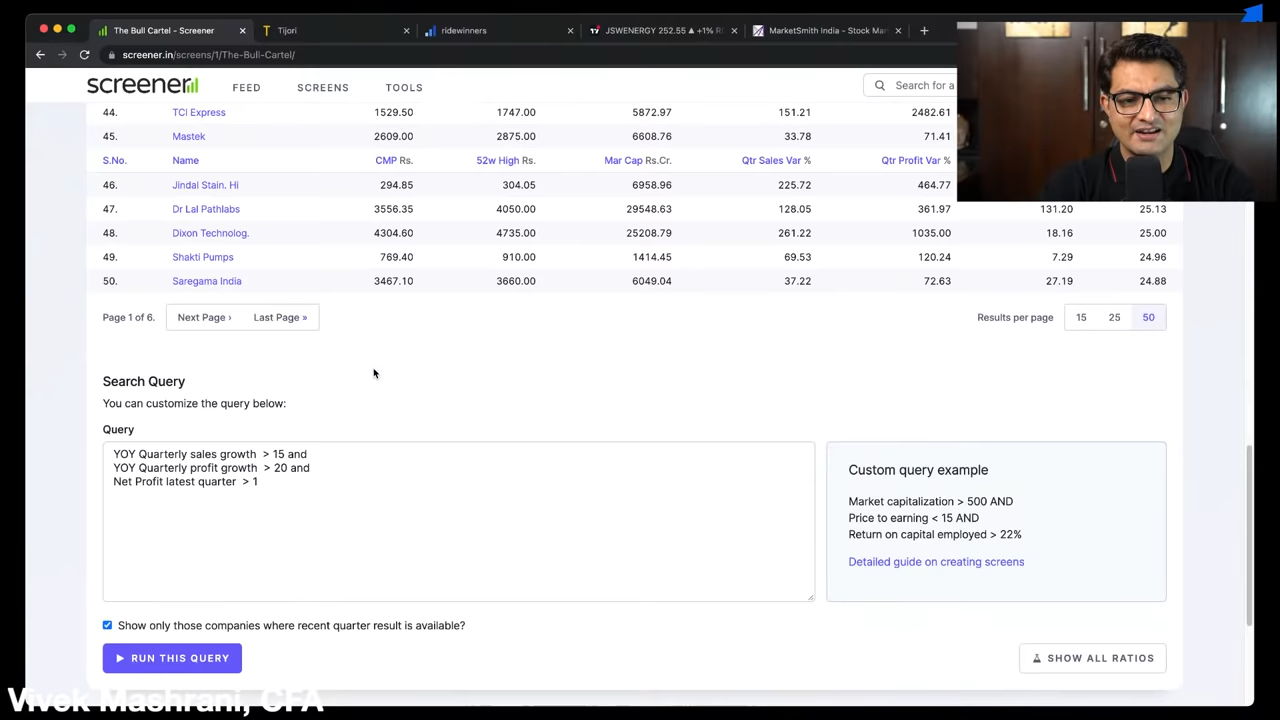 The Bull Cartel - Screener
Tijori
ridewinners
JSWENERGY 252.55 ▲ +1%
MarketSmith India - Stock Mar
screener.in/screens/1/The-Bull-Cartel/
screener
FEED
SCREENS
TOOLS
Search for a
44. TCI Express 1529.50 1747.00 5872.97 151.21 2482.61
45. Mastek 2609.00 2875.00 6608.76 33.78 71.41
S.No. Name CMP Rs. 52w High Rs. Mar Cap Rs.Cr. Qtr Sales Var % Qtr Profit Var %
46. Jindal Stain. Hi 294.85 304.05 6958.96 225.72 464.77
47. Dr Lal Pathlabs 3556.35 4050.00 29548.63 128.05 361.97 131.20 25.13
48. Dixon Technolog. 4304.60 4735.00 25208.79 261.22 1035.00 18.16 25.00
49. Shakti Pumps 769.40 910.00 1414.45 69.53 120.24 7.29 24.96
50. Saregama India 3467.10 3660.00 6049.04 37.22 72.63 27.19 24.88
Page 1 of 6. Next Page › Last Page » Results per page 15 25 50
Search Query
You can customize the query below:
Query
YOY Quarterly sales growth > 15 and
YOY Quarterly profit growth > 20 and
Net Profit latest quarter > 1
Custom query example
Market capitalization > 500 AND
Price to earning < 15 AND
Return on capital employed > 22%
Detailed guide on creating screens
Show only those companies where recent quarter result is available?
RUN THIS QUERY
SHOW ALL RATIOS
Vivek Mashrani, CFA